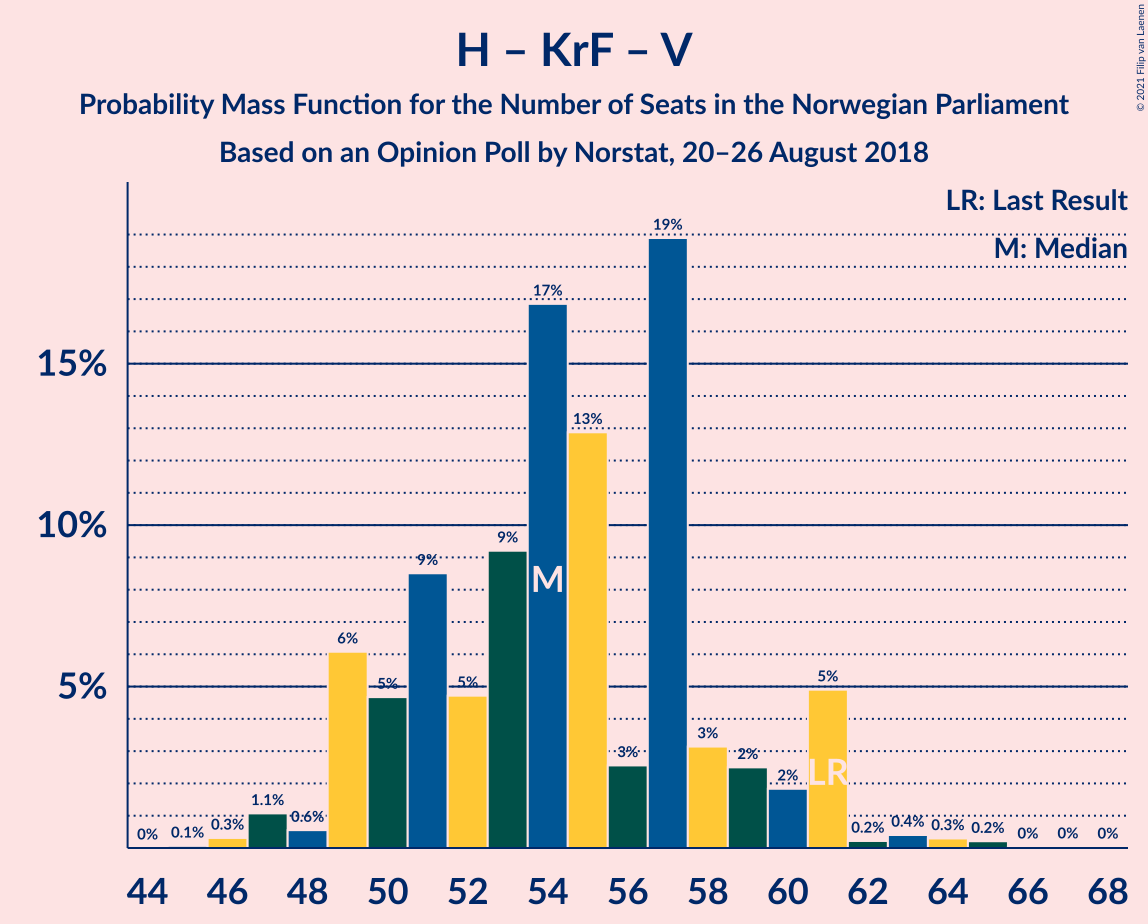 © 2021 Filip van Laenen
H – KrF – V
Probability Mass Function for the Number of Seats in the Norwegian Parliament
Based on an Opinion Poll by Norstat, 20–26 August 2018
LR: Last Result
M: Median
15%
10%
5%
0% 0.1% 0.3% 1.1% 0.6% 6% 5% 9% 5% 9% 17% 13% 3% 19% 3% 2% 2% 5% 0.2% 0.4% 0.3% 0.2% 0% 0% 0%
M
LR
44 46 48 50 52 54 56 58 60 62 64 66 68